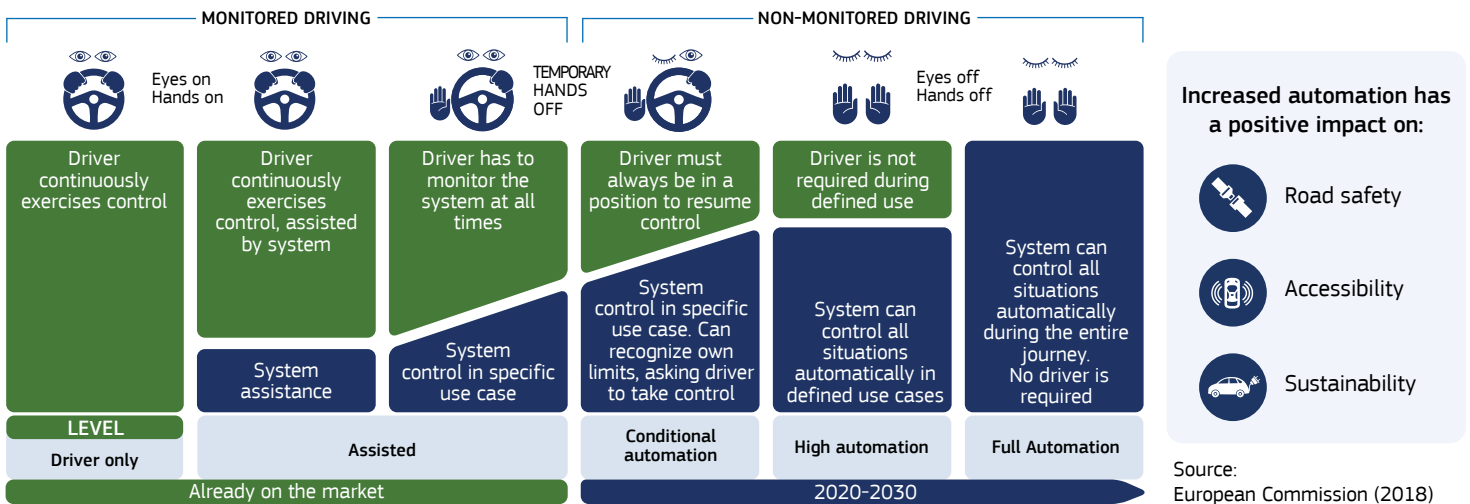 MONITORED DRIVING
NON-MONITORED DRIVING
Eyes on
Hands on
TEMPORARY
HANDS
OFF
Eyes off
Hands off
Driver
continuously
exercises control
Driver
continuously
exercises
control, assisted
by system
System
assistance
Driver has to
monitor the
system at all
times
System
control in specific
use case
Driver must
always be in a
position to resume
control
System
control in specific
use case. Can
recognize own
limits, asking driver
to take control
Driver is not
required during
defined use
System can
control all
situations
automatically in
defined use cases
System can
control all
situations
automatically
during the entire
journey.
No driver is
required
LEVEL
Driver only
Assisted
Conditional
automation
High automation
Full Automation
Already on the market
2020-2030
Increased automation has
a positive impact on:
Road safety
Accessibility
Sustainability
Source:
European Commission (2018)